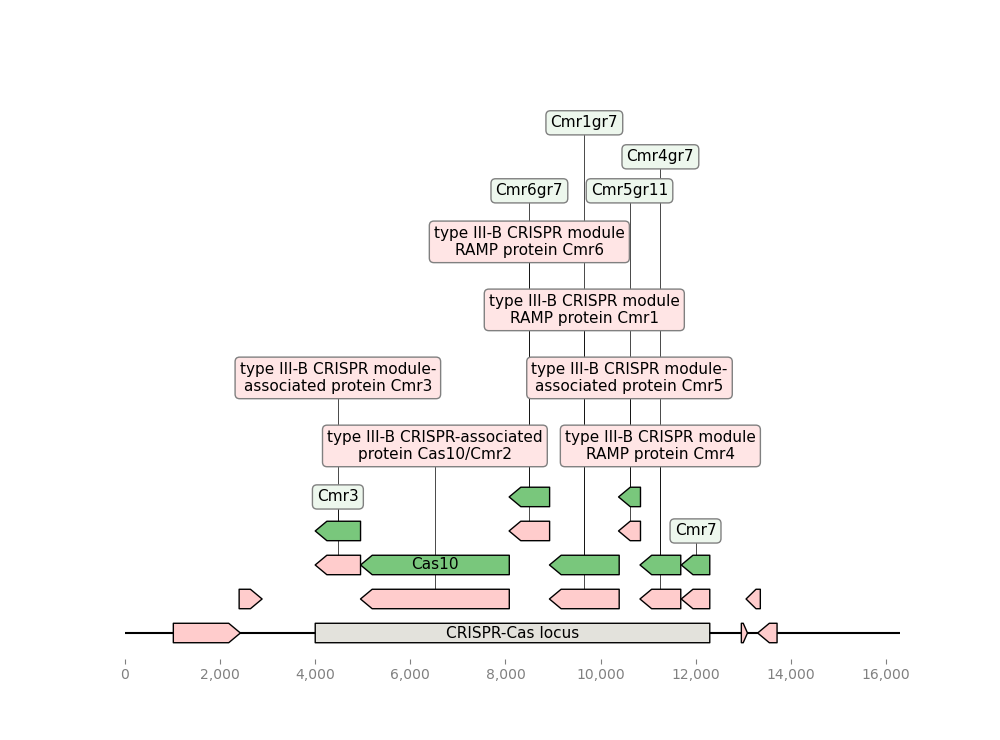 Cmr1gr7
Cmr4gr7
Cmr6gr7
Cmr5gr11
type III-B CRISPR module
RAMP protein Cmr6
type III-B CRISPR module
RAMP protein Cmr1
type III-B CRISPR module-
associated protein Cmr3
type III-B CRISPR module-
associated protein Cmr5
type III-B CRISPR-associated
protein Cas10/Cmr2
type III-B CRISPR module
RAMP protein Cmr4
Cmr3
Cmr7
Cas10
CRISPR-Cas locus
0
2,000
4,000
6,000
8,000
10,000
12,000
14,000
16,000